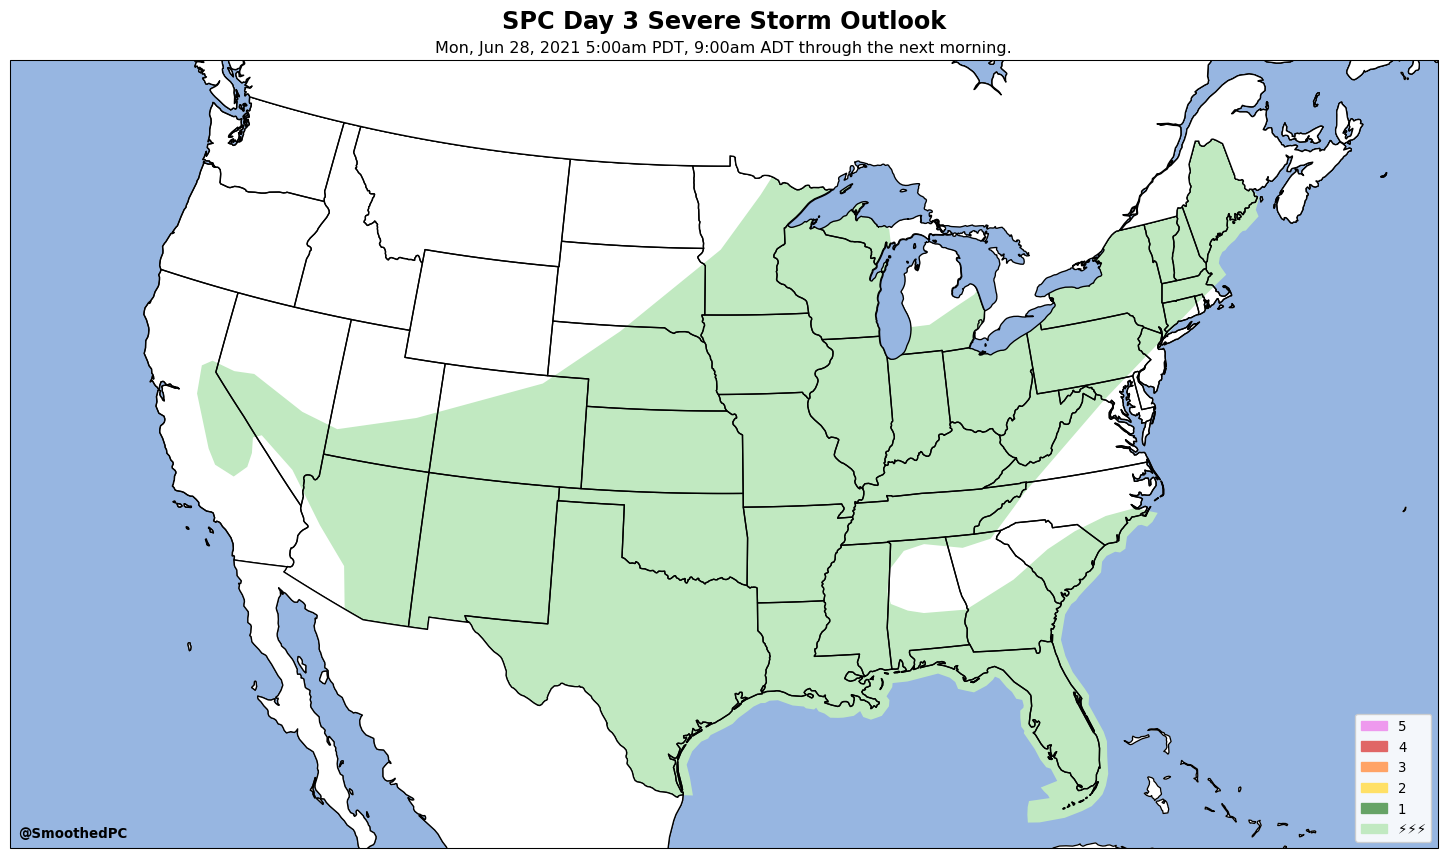 SPC Day 3 Severe Storm Outlook
Mon, Jun 28, 2021 5:00am PDT, 9:00am ADT through the next morning.
5
4
3
2
1
⚡⚡⚡
@SmoothedPC